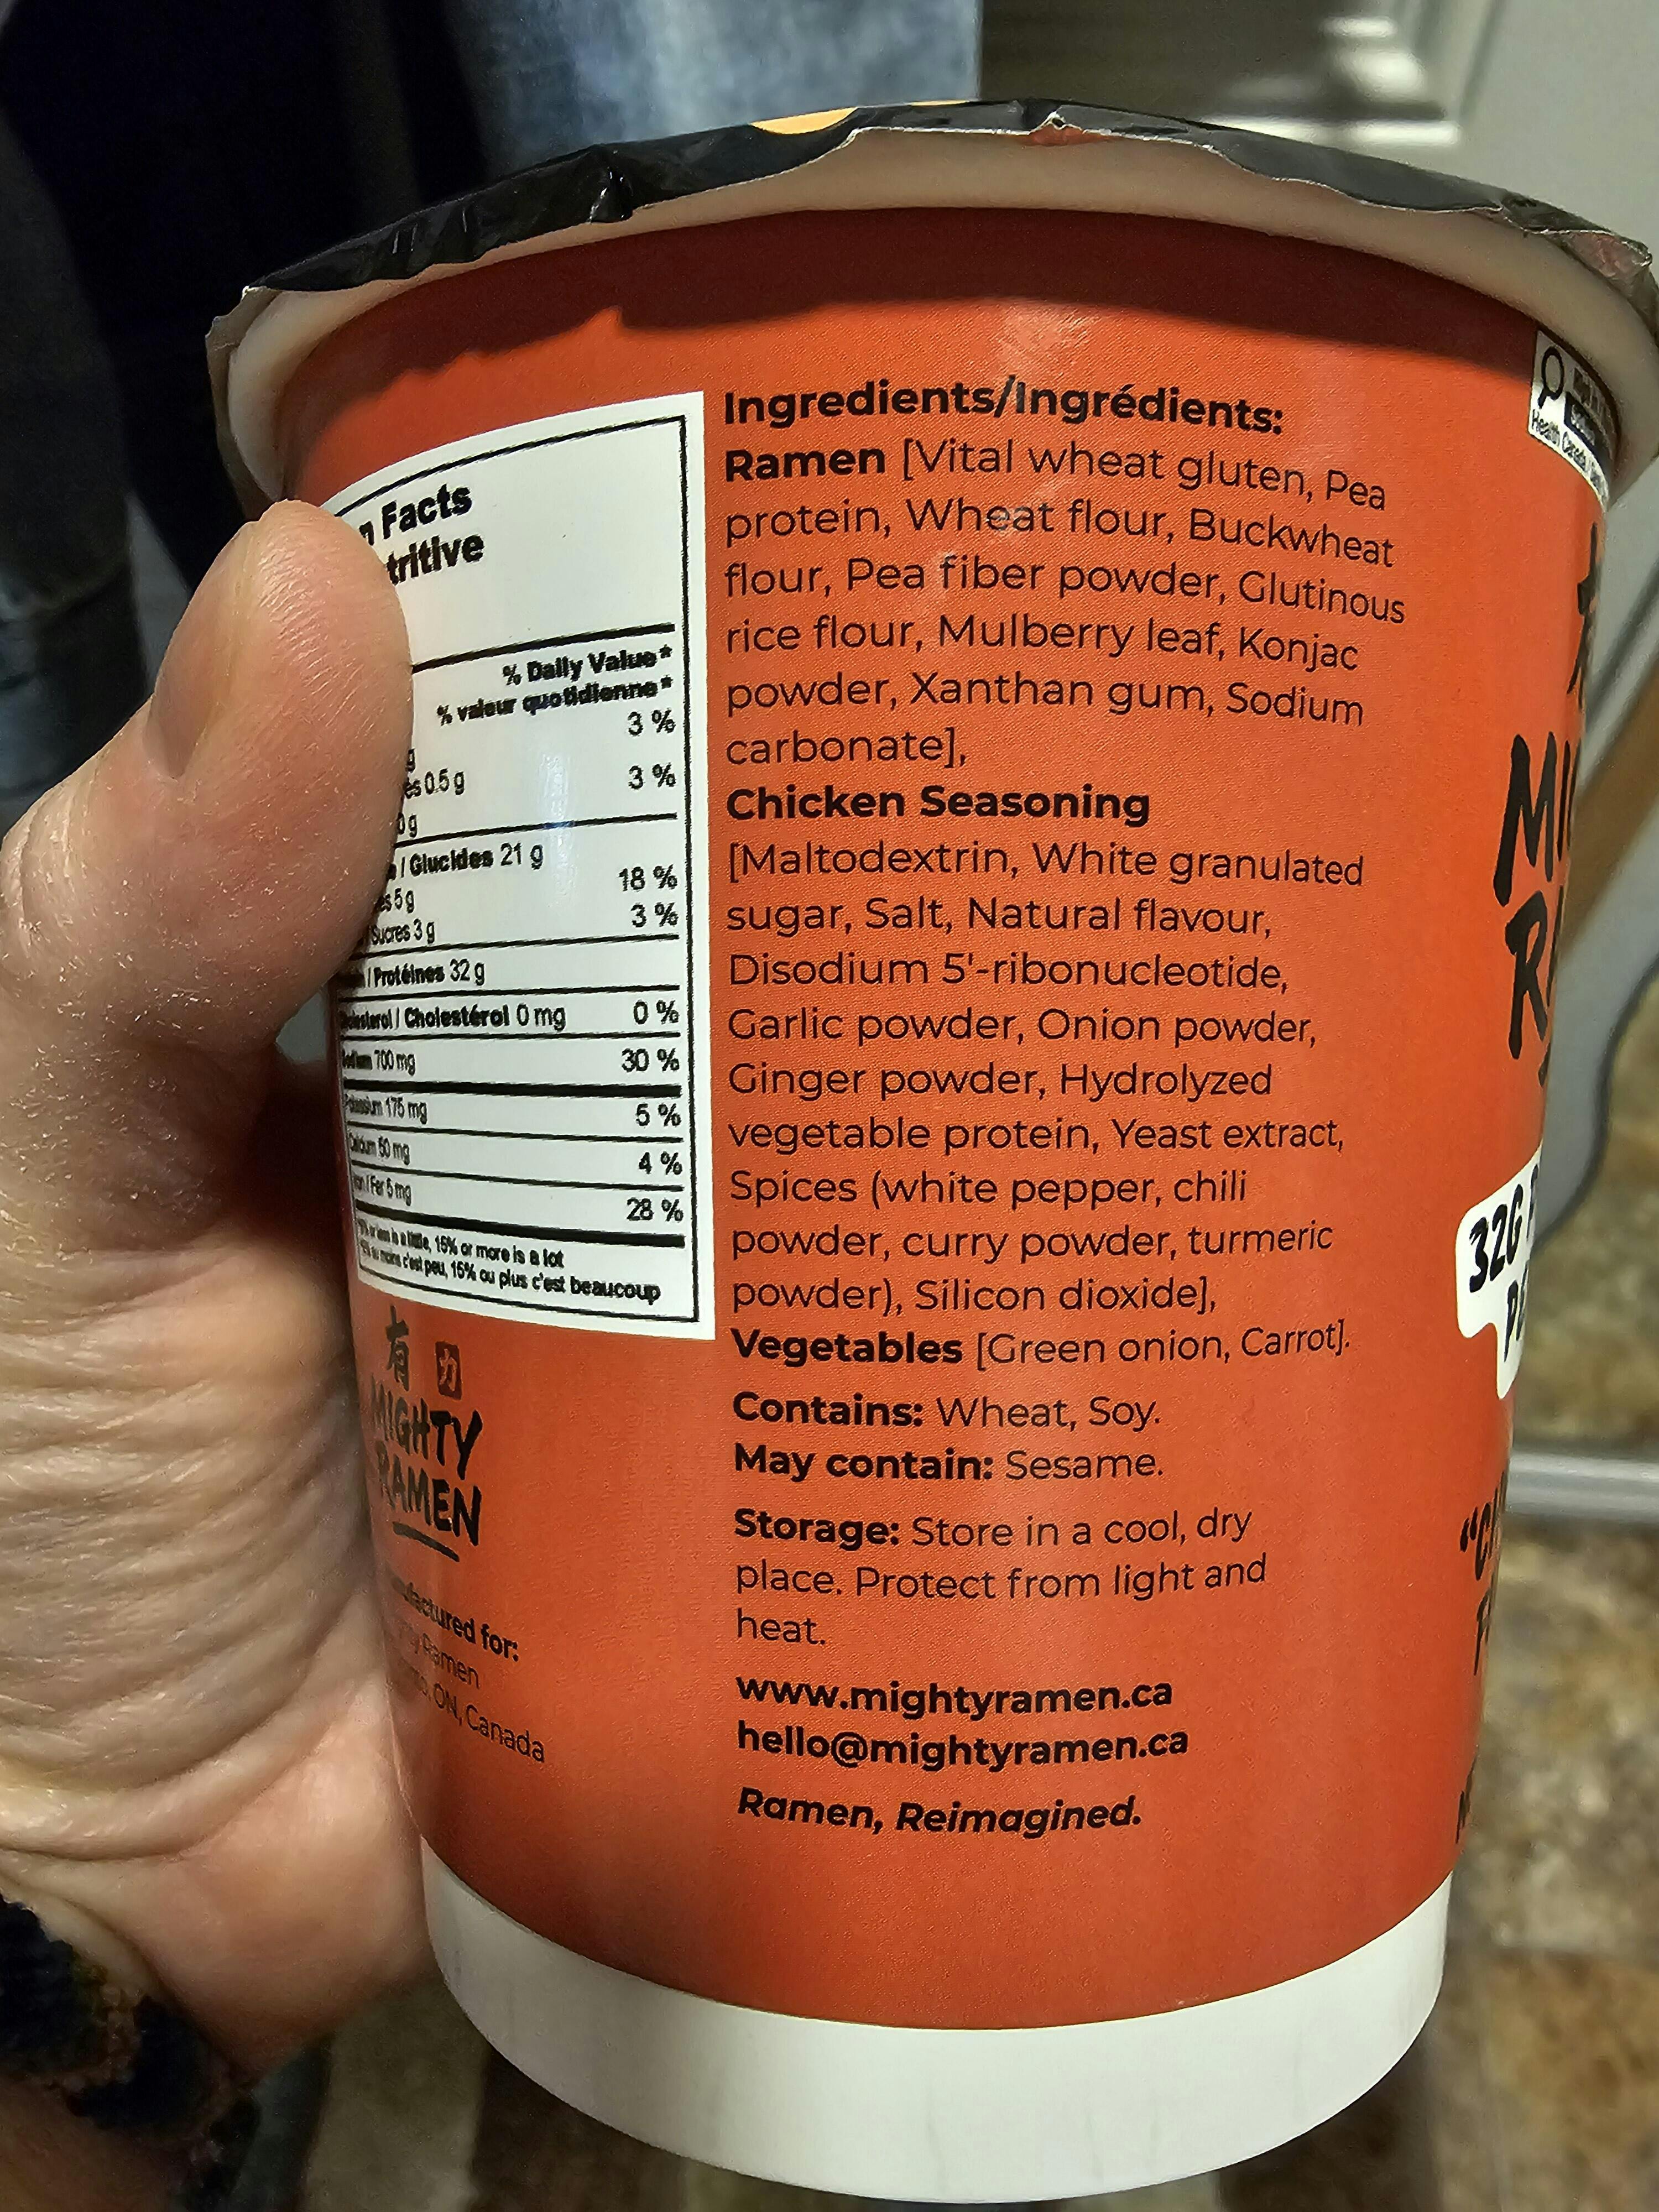 Facts
% Daily Value*
% valeur quotidienne*
3 %
0.5 g 3 %
0 g
/ Glucides 21 g
5 g 18 %
Sucres 3 g 3 %
/ Protéines 32 g
/ Cholestérol 0 mg 0 %
700 mg 30 %
175 mg 5 %
50 mg 4 %
/ Fer 5 mg 28 %
15% or more is a lot
c'est peu, 15% ou plus c'est beaucoup
有 力
MIGHTY
RAMEN
for:
Ramen
ON, Canada
Ingredients/Ingrédients:
Ramen [Vital wheat gluten, Pea
protein, Wheat flour, Buckwheat
flour, Pea fiber powder, Glutinous
rice flour, Mulberry leaf, Konjac
powder, Xanthan gum, Sodium
carbonate],
Chicken Seasoning
[Maltodextrin, White granulated
sugar, Salt, Natural flavour,
Disodium 5'-ribonucleotide,
Garlic powder, Onion powder,
Ginger powder, Hydrolyzed
vegetable protein, Yeast extract,
Spices (white pepper, chili
powder, curry powder, turmeric
powder), Silicon dioxide],
Vegetables [Green onion, Carrot].
Contains: Wheat, Soy.
May contain: Sesame.
Storage: Store in a cool, dry
place. Protect from light and
heat.
www.mightyramen.ca
hello@mightyramen.ca
Ramen, Reimagined.
Health Canada /
32G